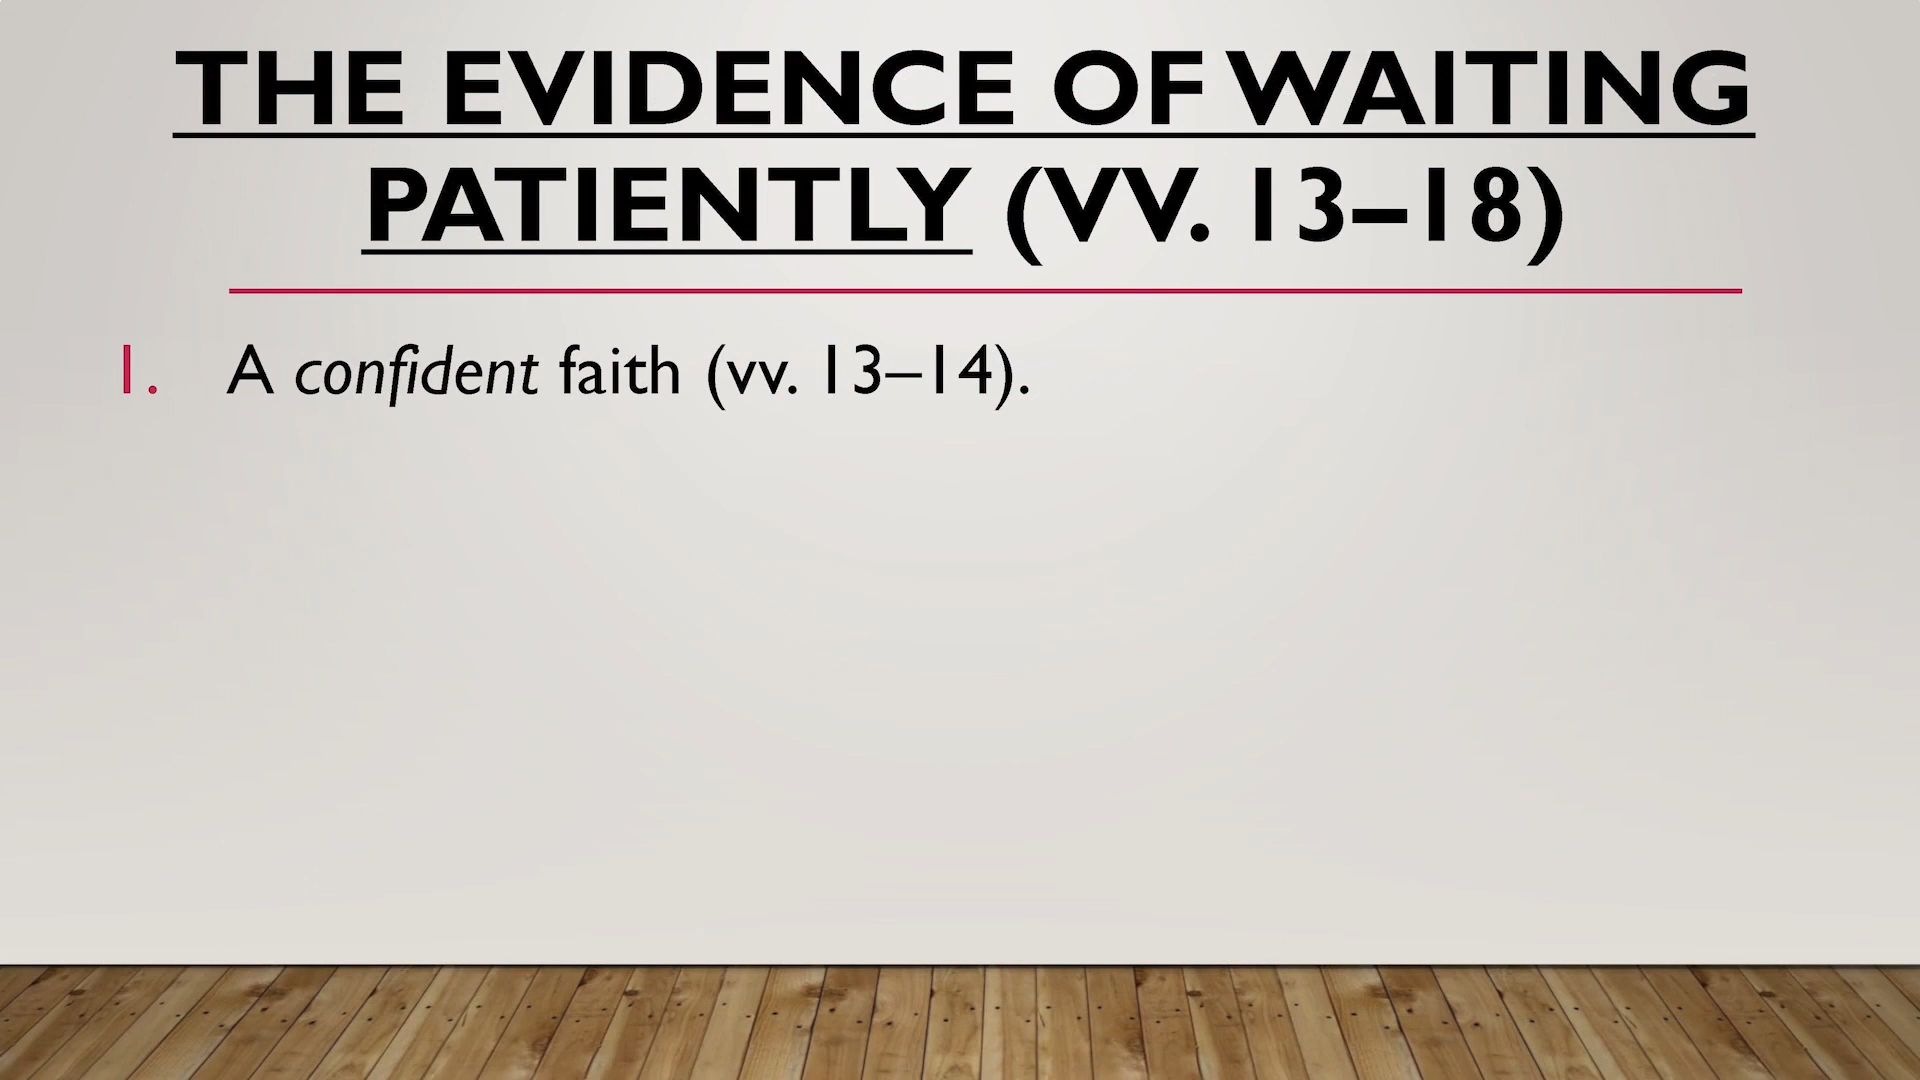 THE EVIDENCE OF WAITING
PATIENTLY (VV. 13–18)
1. A confident faith (vv. 13–14).